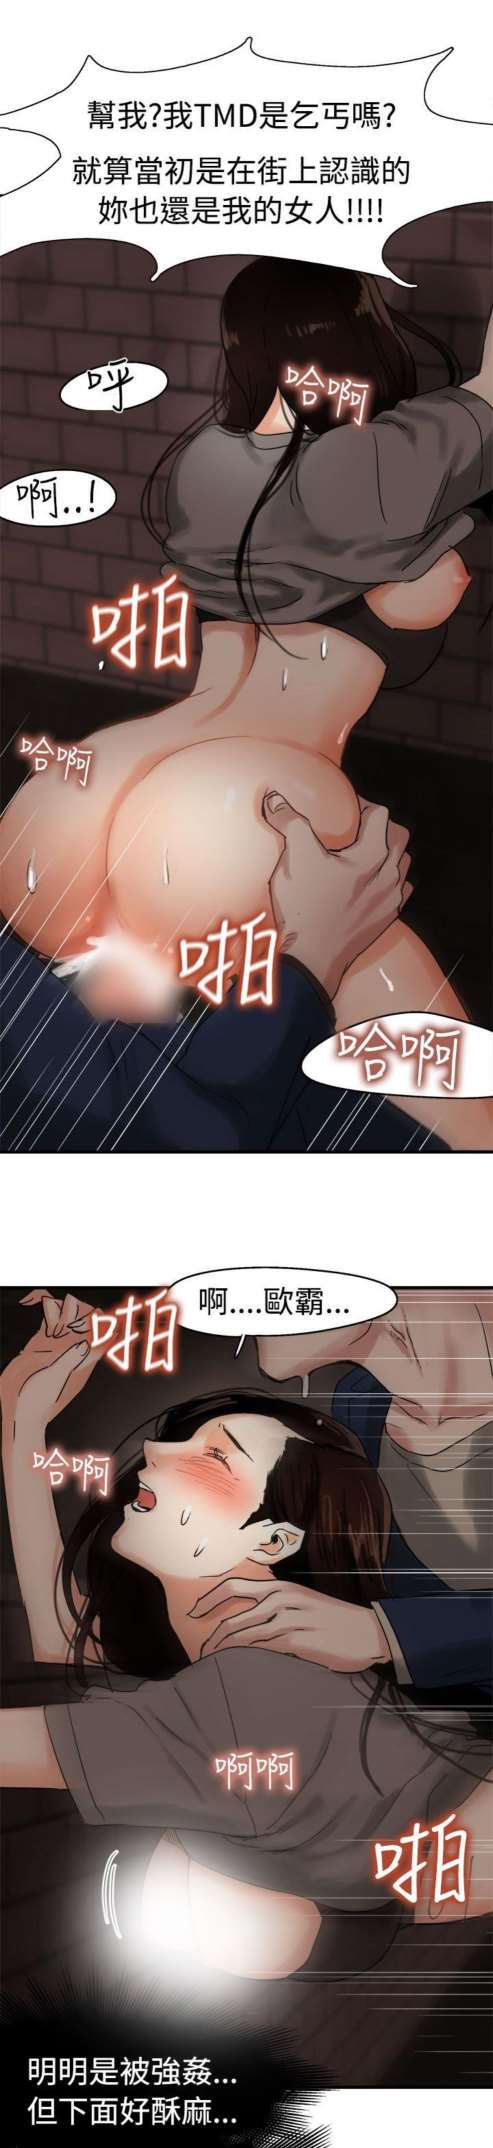 幫我?我TMD是乞丐嗎?
就算當初是在街上認識的
妳也還是我的女人!!!!
呼
哈啊
啊..!
啪
哈啊
啪
哈啊
啊....歐霸...
啪
哈啊
啊啊
啪
明明是被強姦...
但下面好酥麻...